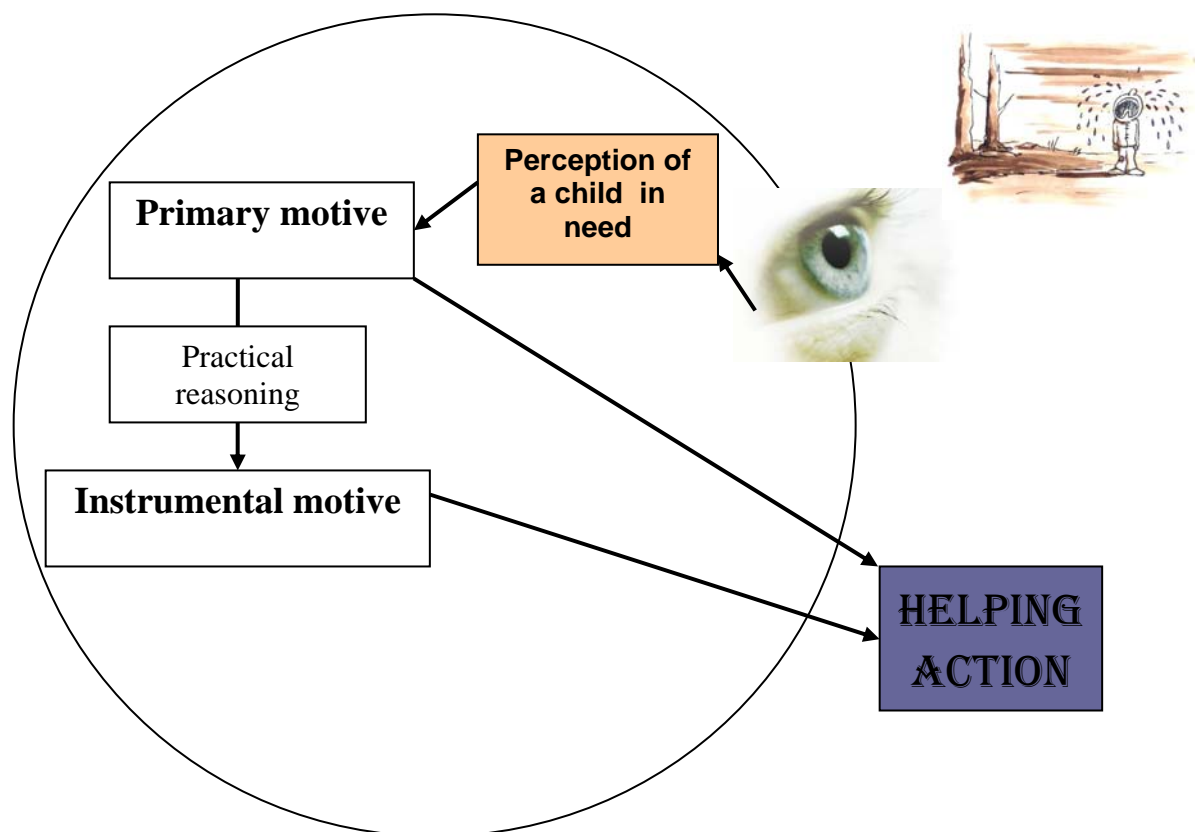 Perception of
a child in
need
Primary motive
Practical
reasoning
Instrumental motive
HELPING
ACTION